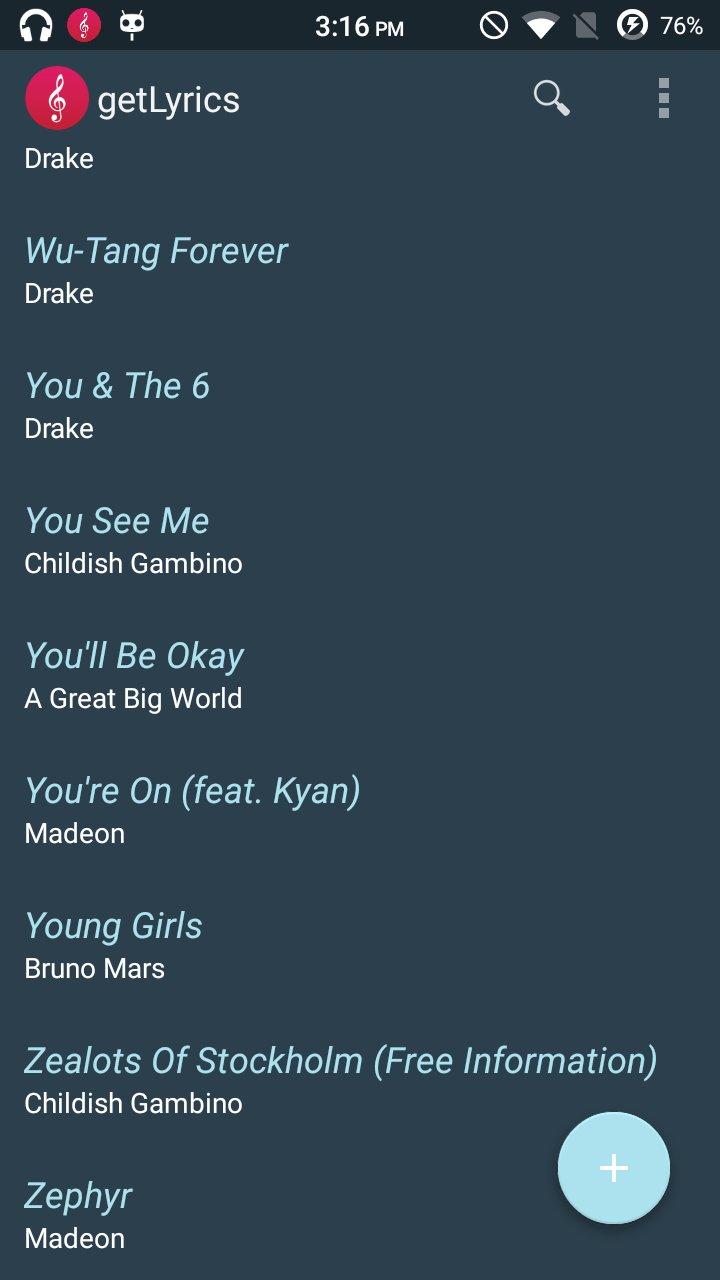 3:16 PM
76%
getLyrics
Drake
Wu-Tang Forever
Drake
You & The 6
Drake
You See Me
Childish Gambino
You'll Be Okay
A Great Big World
You're On (feat. Kyan)
Madeon
Young Girls
Bruno Mars
Zealots Of Stockholm (Free Information)
Childish Gambino
Zephyr
Madeon